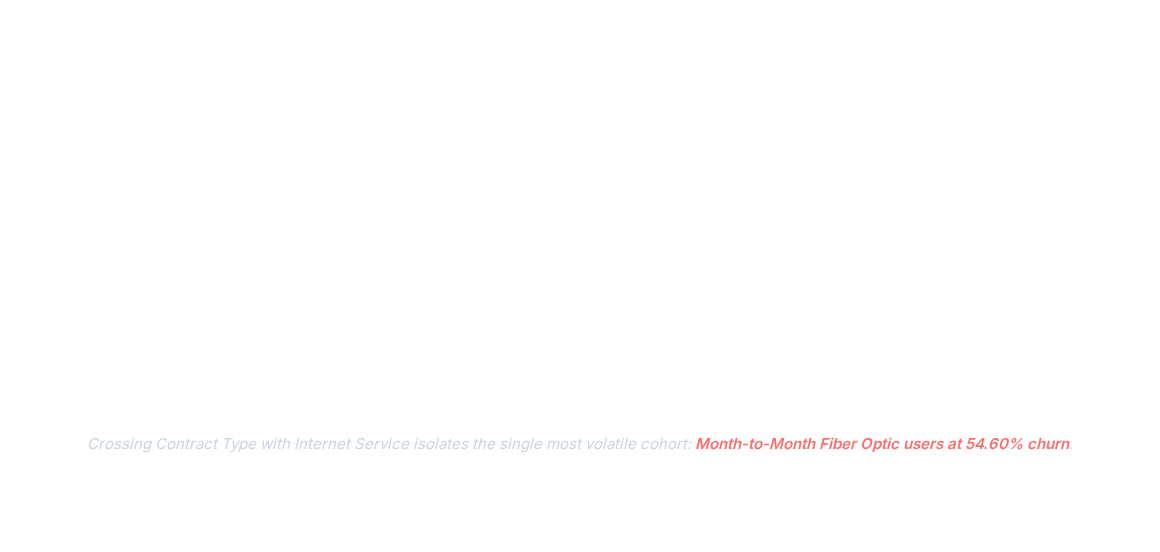 Crossing Contract Type with Internet Service isolates the single most volatile cohort: Month-to-Month Fiber Optic users at 54.60% churn.